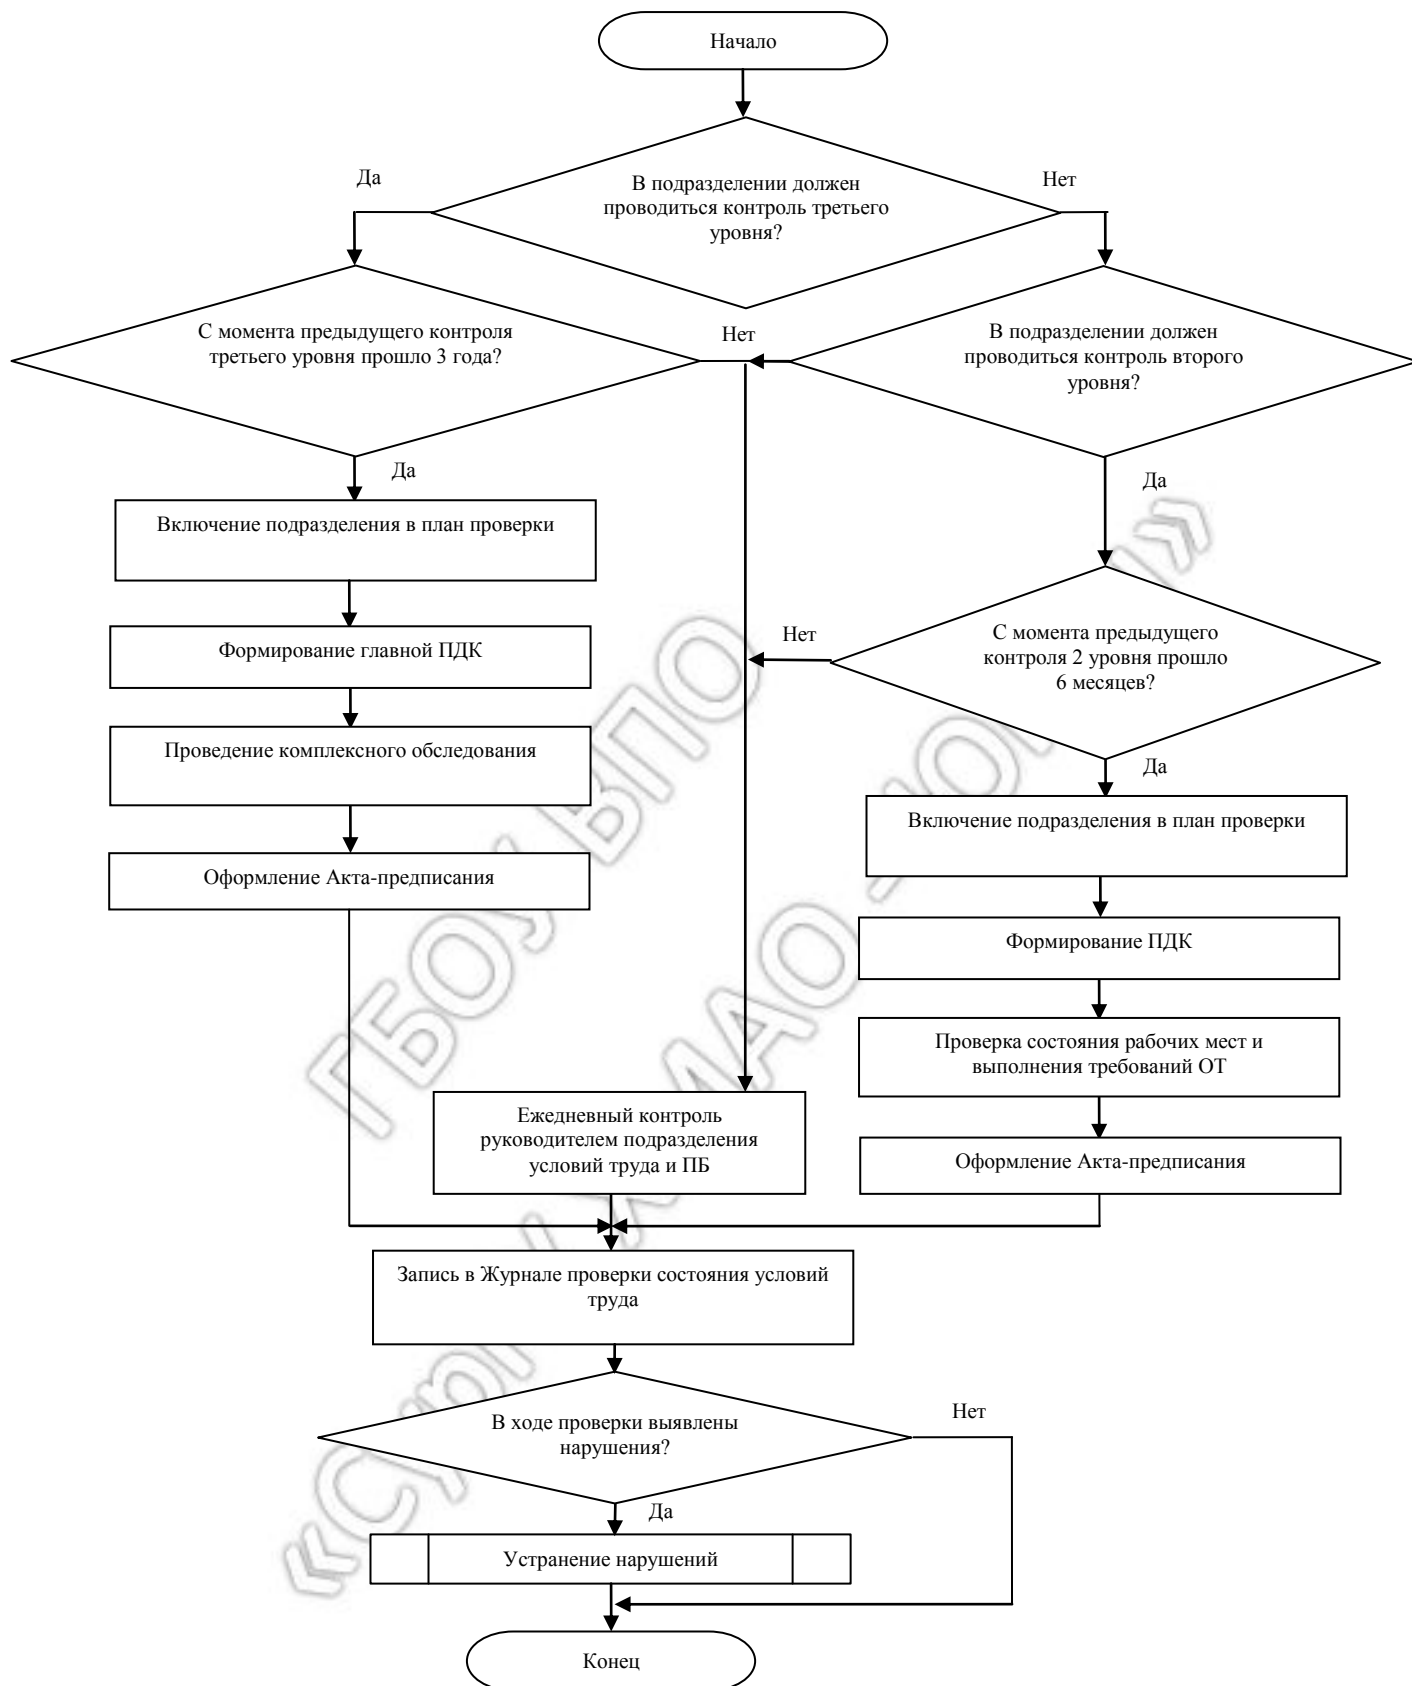 Начало
Да
Нет
В подразделении должен
проводиться контроль третьего
уровня?
С момента предыдущего контроля
третьего уровня прошло 3 года?
Нет
В подразделении должен
проводиться контроль второго
уровня?
Да
Да
Включение подразделения в план проверки
Формирование главной ПДК
Нет
С момента предыдущего
контроля 2 уровня прошло
6 месяцев?
Проведение комплексного обследования
Да
Включение подразделения в план проверки
Оформление Акта-предписания
Формирование ПДК
Проверка состояния рабочих мест и
выполнения требований ОТ
Ежедневный контроль
руководителем подразделения
условий труда и ПБ
Оформление Акта-предписания
Запись в Журнале проверки состояния условий
труда
В ходе проверки выявлены
нарушения?
Нет
Да
Устранение нарушений
Конец
ГБОУ ВПО
ХМАО